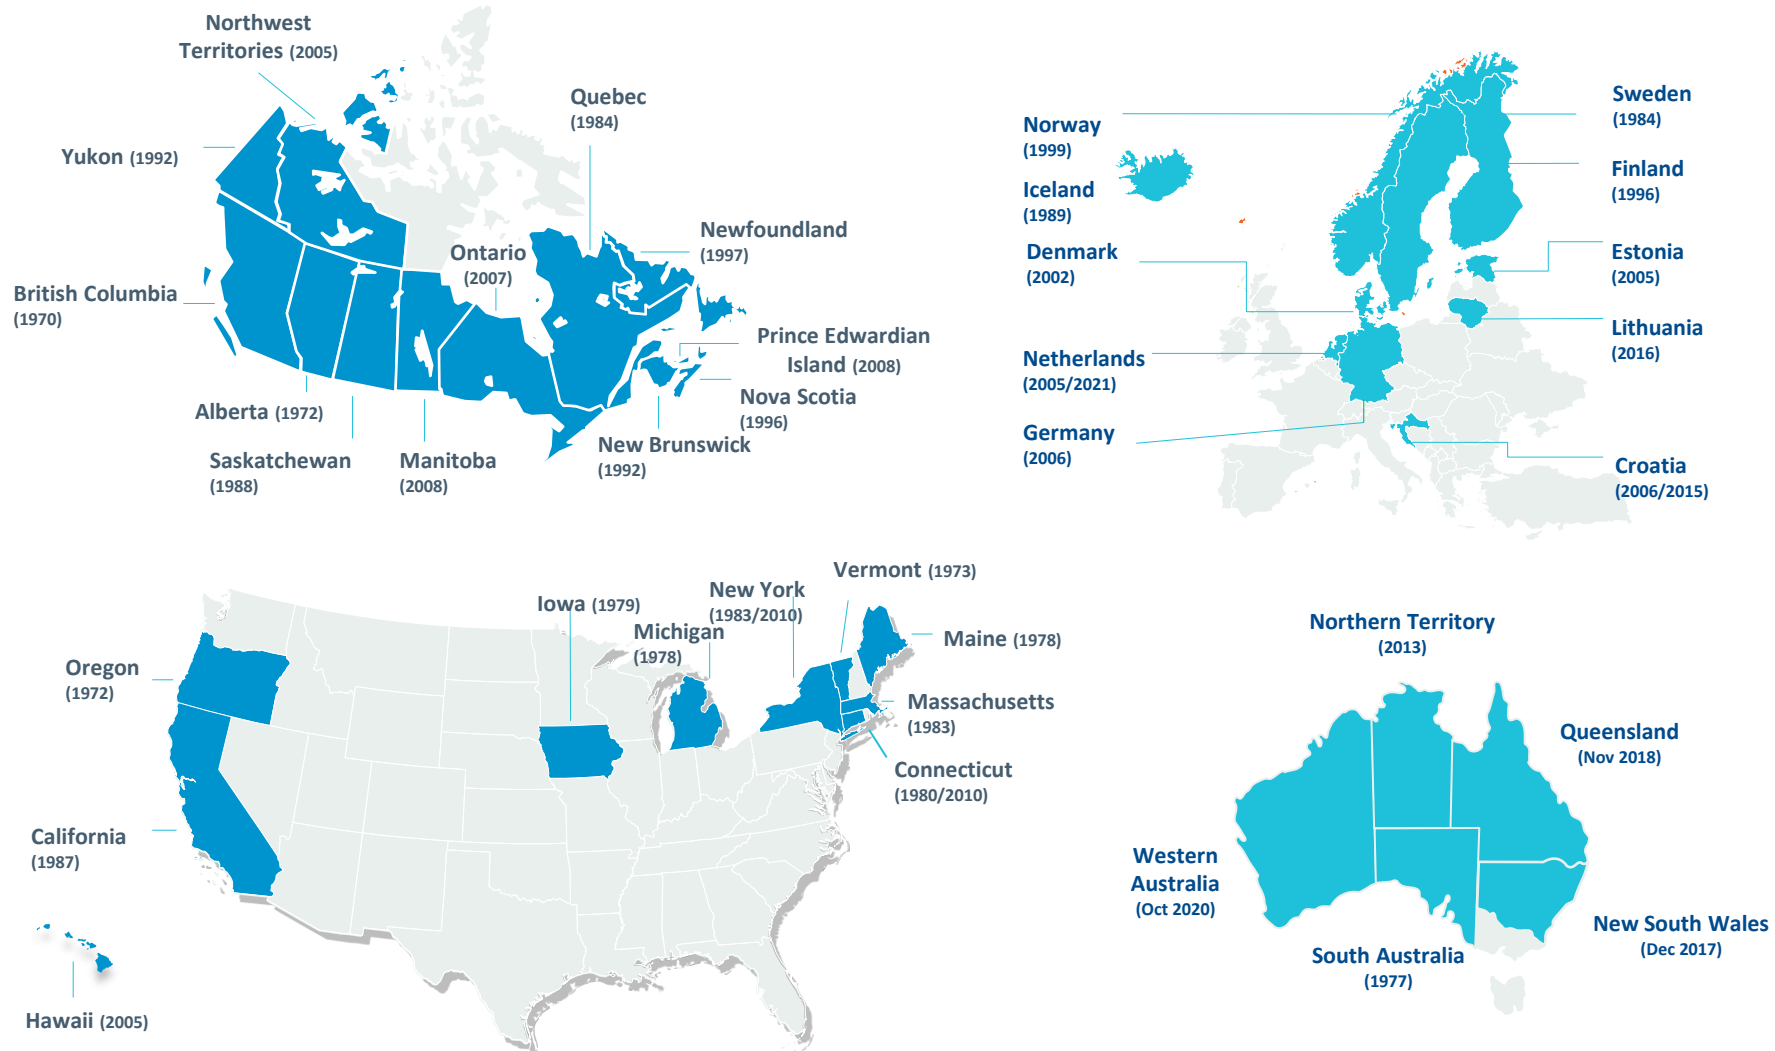 Northwest
Territories (2005)
Quebec
(1984)
Yukon (1992)
Newfoundland
(1997)
Ontario
(2007)
British Columbia
(1970)
Prince Edwardian
Island (2008)
Nova Scotia
(1996)
Alberta (1972)
New Brunswick
(1992)
Saskatchewan
(1988)
Manitoba
(2008)
Norway
(1999)
Iceland
(1989)
Denmark
(2002)
Netherlands
(2005/2021)
Germany
(2006)
Sweden
(1984)
Finland
(1996)
Estonia
(2005)
Lithuania
(2016)
Croatia
(2006/2015)
Vermont (1973)
New York
(1983/2010)
Iowa (1979)
Michigan
(1978)
Maine (1978)
Oregon
(1972)
Massachusetts
(1983)
Connecticut
(1980/2010)
California
(1987)
Hawaii (2005)
Northern Territory
(2013)
Queensland
(Nov 2018)
Western
Australia
(Oct 2020)
New South Wales
(Dec 2017)
South Australia
(1977)